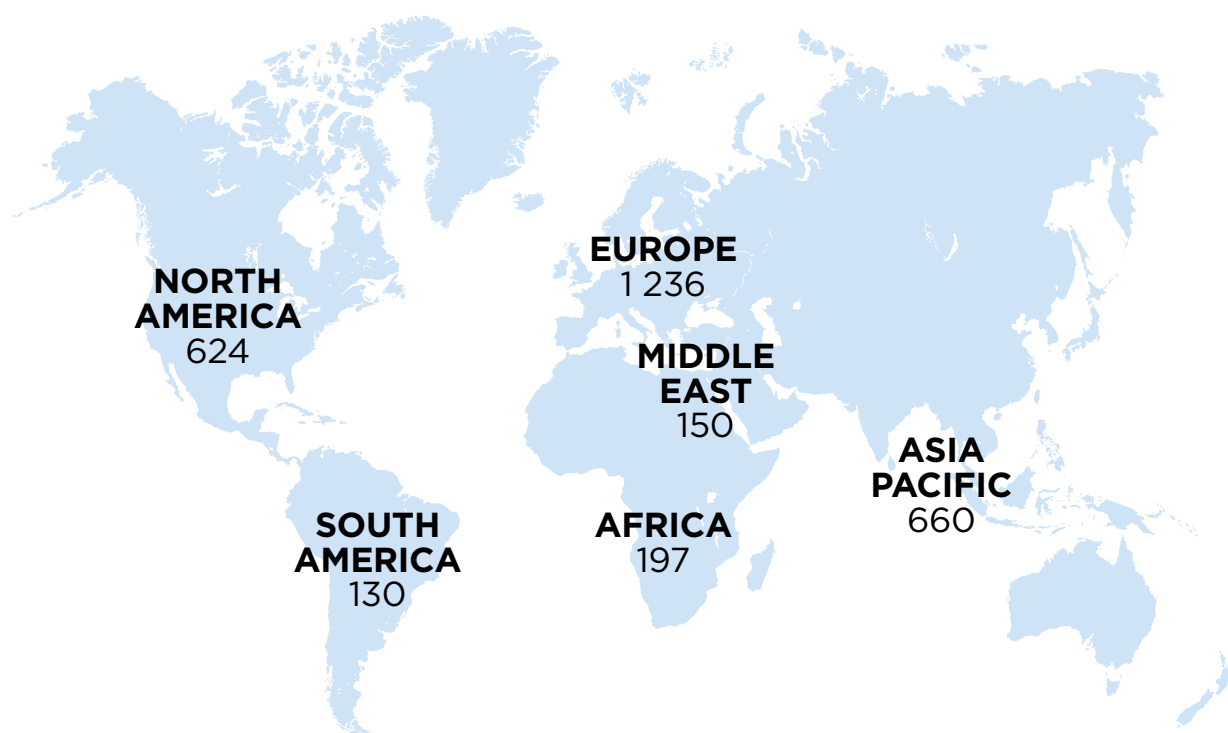 EUROPE
1 236
NORTH
AMERICA
624
MIDDLE
EAST
150
ASIA
PACIFIC
660
SOUTH
AMERICA
130
AFRICA
197